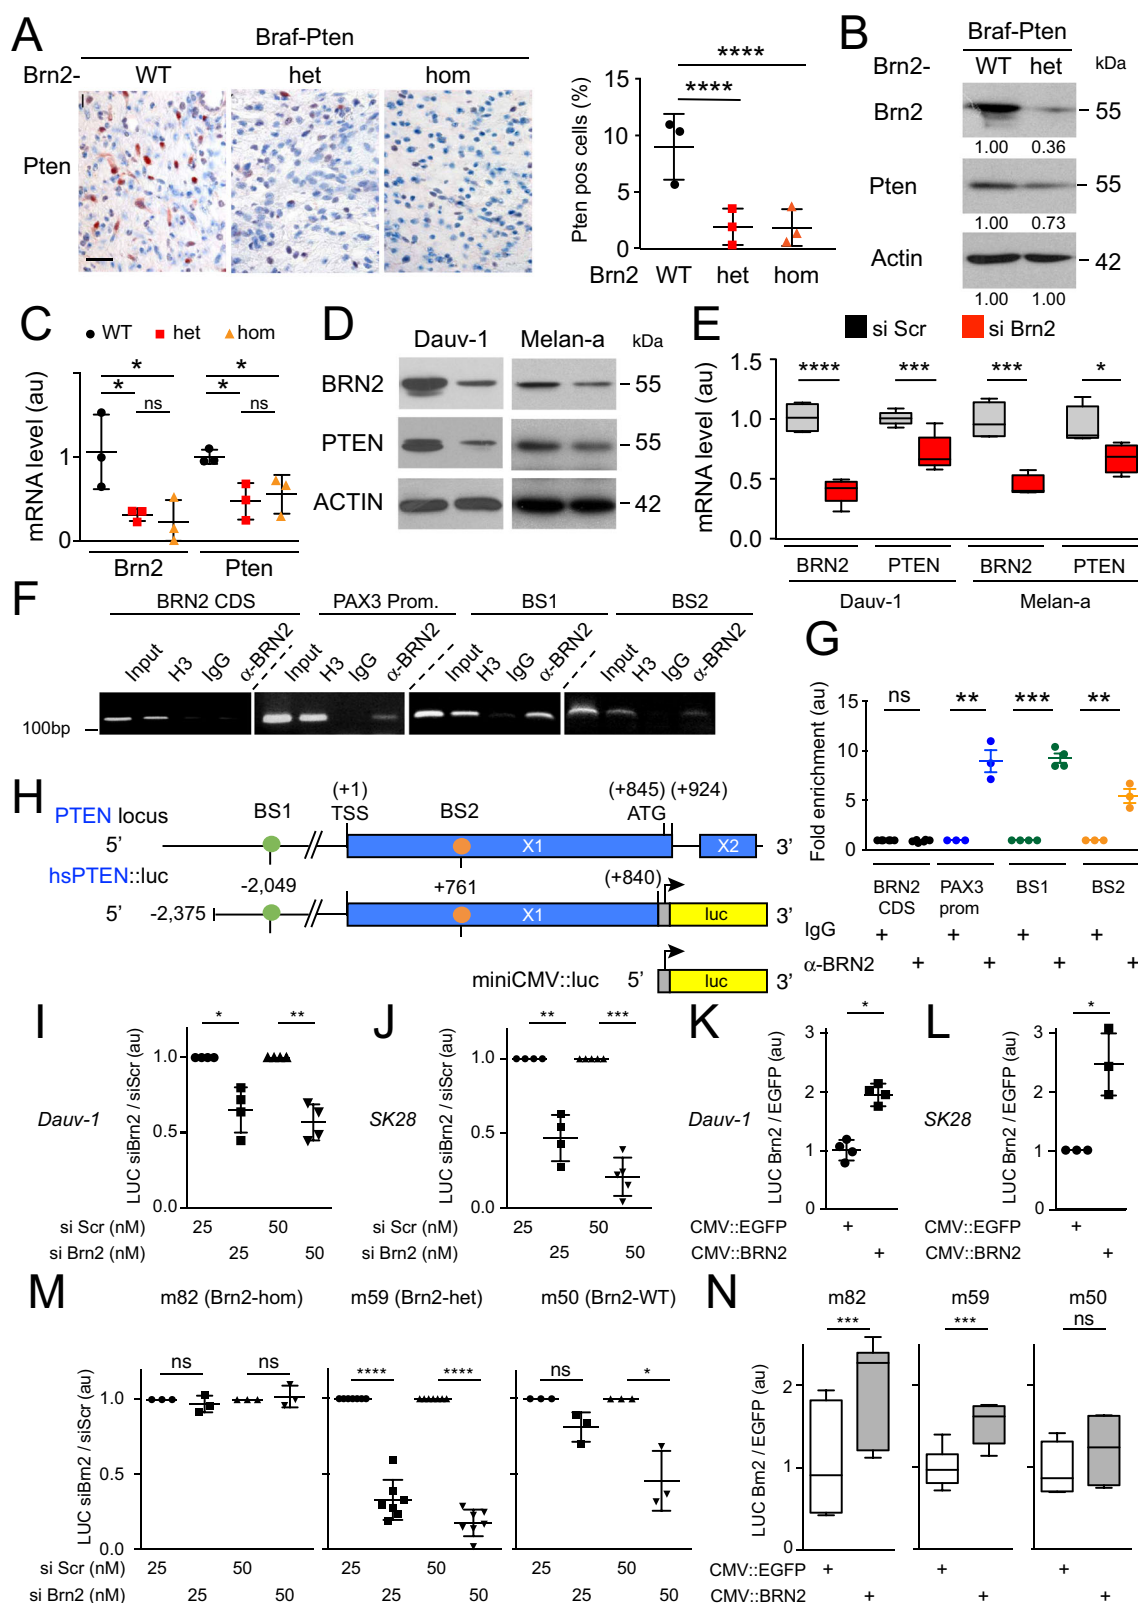 A
Braf-Pten
Brn2-
WT het hom
Pten
Pten pos cells (%)
15
10
5
0
****
****
Brn2 WT het hom
B
Braf-Pten
Brn2- WT het kDa
Brn2 55
1.00 0.36
Pten 55
1.00 0.73
Actin 42
1.00 1.00
C
WT het hom
mRNA level (au)
1
0
* * ns
* * ns
Brn2 Pten
D
Dauv-1 Melan-a kDa
BRN2 55
PTEN 55
ACTIN 42
E
si Scr si Brn2
mRNA level (au)
1.5
1.0
0.5
0.0
**** *** *** *
BRN2 PTEN BRN2 PTEN
Dauv-1 Melan-a
F
BRN2 CDS PAX3 Prom. BS1 BS2
Input H3 IgG α-BRN2 Input H3 IgG α-BRN2 Input H3 IgG α-BRN2 Input H3 IgG α-BRN2
100bp
G
Fold enrichment (au)
15
10
5
0
ns ** *** **
BRN2 CDS PAX3 prom BS1 BS2
IgG + + + +
α-BRN2 + + + +
H
PTEN locus
BS1 (+1) TSS BS2 (+845) ATG (+924)
5’ X1 X2 3’
hsPTEN::luc
-2,049 +761 (+840)
5’ -2,375 X1 luc 3’
miniCMV::luc 5’ luc 3’
I
Dauv-1
LUC siBrn2 / siScr (au)
1.0
0.5
0.0
* **
si Scr (nM) 25 50
si Brn2 (nM) 25 50
J
SK28
LUC siBrn2 / siScr (au)
1.0
0.5
0.0
** ***
si Scr (nM) 25 50
si Brn2 (nM) 25 50
K
Dauv-1
LUC Brn2 / EGFP (au)
3
2
1
0
*
CMV::EGFP +
CMV::BRN2 +
L
SK28
LUC Brn2 / EGFP (au)
3
2
1
0
*
CMV::EGFP +
CMV::BRN2 +
M
m82 (Brn2-hom) m59 (Brn2-het) m50 (Brn2-WT)
LUC siBrn2 / siScr (au)
1.0
0.5
0.0
ns ns **** **** ns *
si Scr (nM) 25 50 25 50 25 50
si Brn2 (nM) 25 50 25 50 25 50
N
m82 m59 m50
LUC Brn2 / EGFP (au)
2
1
0
*** *** ns
CMV::EGFP + + +
CMV::BRN2 + + +